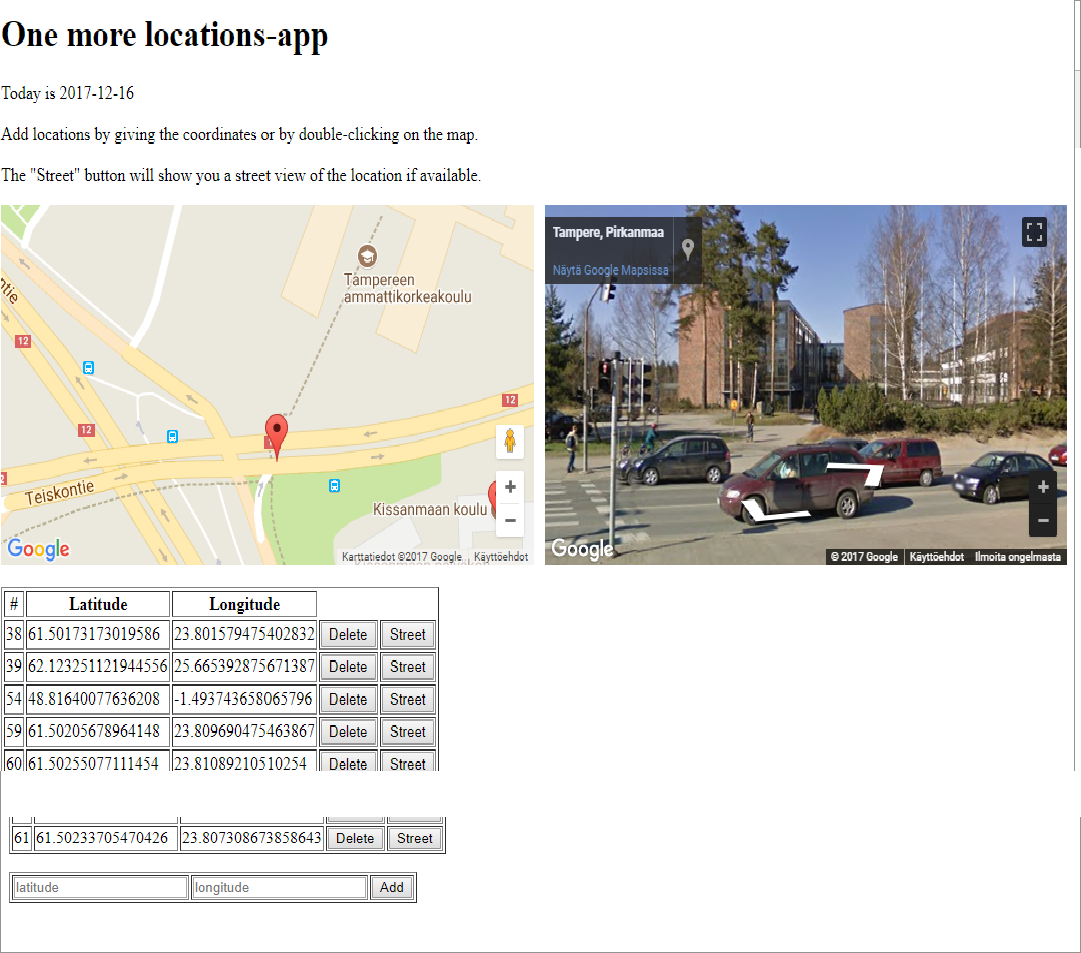 One more locations-app
Today is 2017-12-16
Add locations by giving the coordinates or by double-clicking on the map.
The "Street" button will show you a street view of the location if available.
Tampereen
ammattikorkeakoulu
12
12
12
Teiskontie
Kissanmaan koulu
Google
Karttatiedot ©2017 Google
Käyttöehdot
Tampere, Pirkanmaa
Näytä Google Mapsissa
Google
© 2017 Google
Käyttöehdot
Ilmoita ongelmasta
# Latitude Longitude
38 61.50173173019586 23.801579475402832 Delete Street
39 62.123251121944556 25.665392875671387 Delete Street
54 48.81640077636208 -1.493743658065796 Delete Street
59 61.50205678964148 23.809690475463867 Delete Street
60 61.50255077111454 23.81089210510254 Delete Street
61 61.50233705470426 23.807308673858643 Delete Street
latitude longitude Add